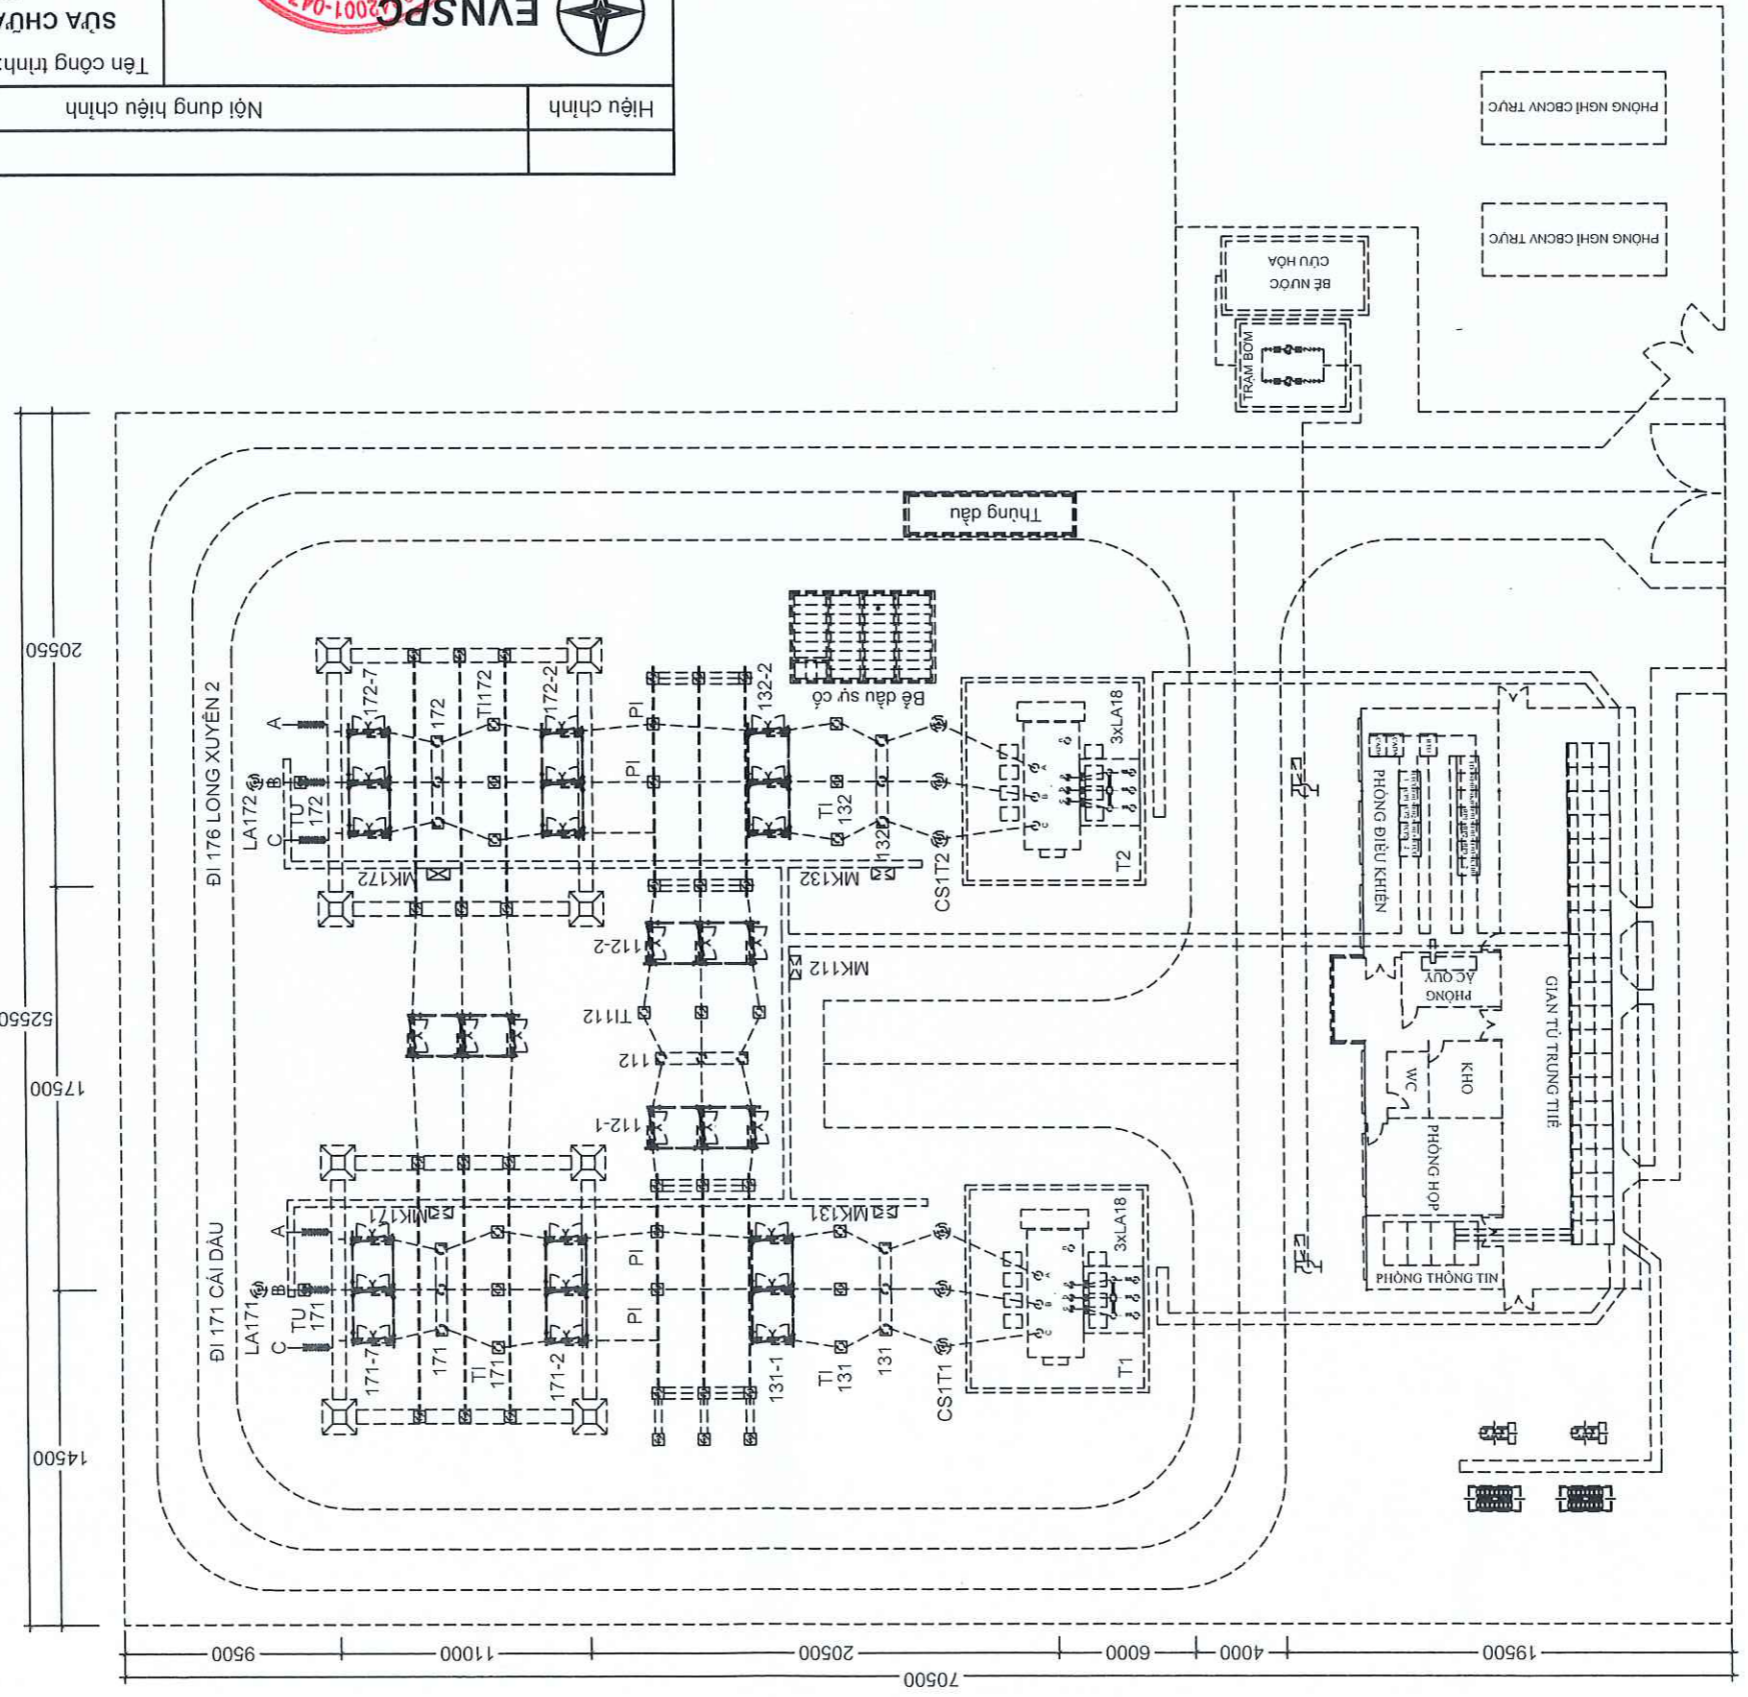 Hiệu chỉnh
Nội dung hiệu chỉnh
EVNSPC
Tên công trình:
SỬA CHỮA
70500
19500
4000
6000
20500
11000
9500
14500
17500
52550
20550
PHÒNG THÔNG TIN
PHÒNG HỌP
KHO
WC
GIAN TỦ TRUNG THẾ
PHÒNG
ẮC QUY
PHÒNG ĐIỀU KHIỂN
T1
3xLA18
CS1T1
131
TI
131
131-1
MK131
PI
PI
171-2
TI
171
171
171-7
MK171
TU
171
LA171
A
B
C
ĐI 171 CÁI DẦU
112-1
112
TI112
112-2
MK112
T2
3xLA18
CS1T2
132
TI
132
132-2
MK132
PI
PI
172-2
TI172
172
172-7
MK172
TU
172
LA172
A
B
C
ĐI 176 LONG XUYÊN 2
Bể dầu sự cố
Thùng dầu
TRẠM BƠM
BỂ NƯỚC
CỨU HỎA
PHÒNG NGHỈ CBCNV TRỰC
PHÒNG NGHỈ CBCNV TRỰC